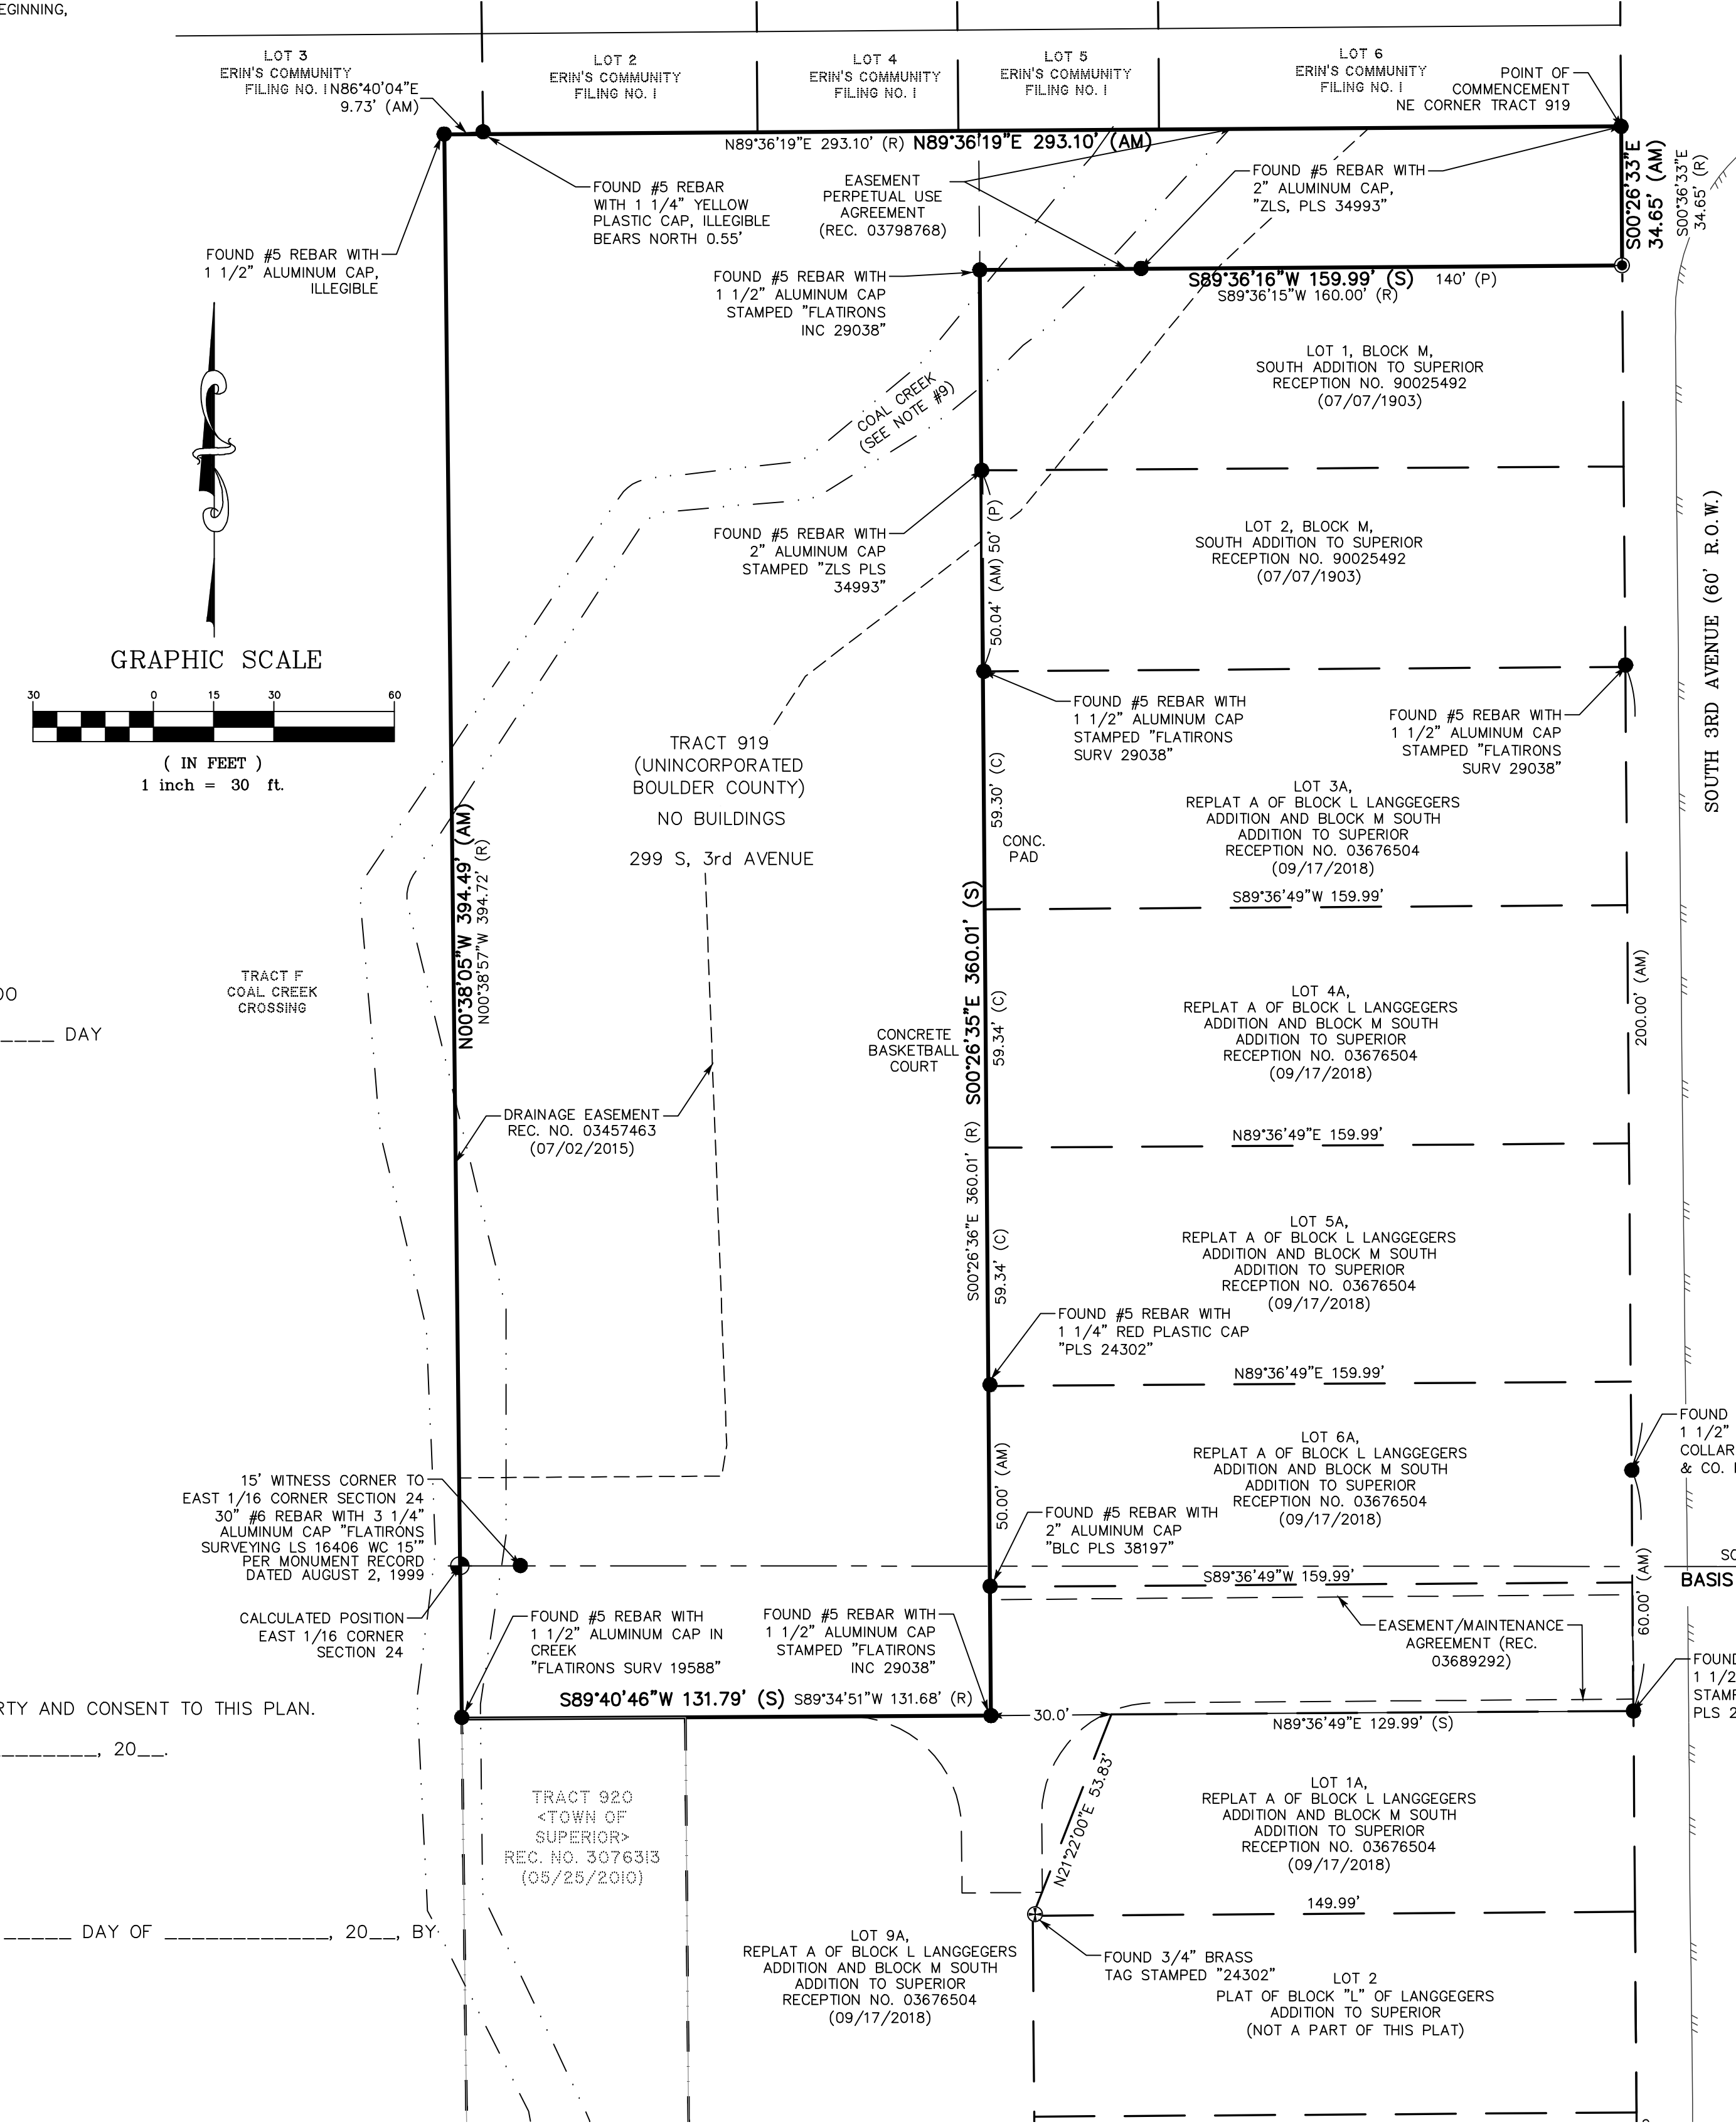 EGINNING,
LOT 3
ERIN'S COMMUNITY
FILING NO. 1
N86°40'04"E
9.73' (AM)
LOT 2
ERIN'S COMMUNITY
FILING NO. 1
LOT 4
ERIN'S COMMUNITY
FILING NO. 1
LOT 5
ERIN'S COMMUNITY
FILING NO. 1
LOT 6
ERIN'S COMMUNITY
FILING NO. 1
POINT OF
COMMENCEMENT
NE CORNER TRACT 919
N89°36'19"E 293.10' (R) N89°36'19"E 293.10' (AM)
S00°26'33"E
34.65' (AM)
S00°36'33"E
34.65' (R)
FOUND #5 REBAR
WITH 1 1/4" YELLOW
PLASTIC CAP, ILLEGIBLE
BEARS NORTH 0.55'
EASEMENT
PERPETUAL USE
AGREEMENT
(REC. 03798768)
FOUND #5 REBAR WITH
2" ALUMINUM CAP,
"ZLS, PLS 34993"
FOUND #5 REBAR WITH
1 1/2" ALUMINUM CAP,
ILLEGIBLE
FOUND #5 REBAR WITH
1 1/2" ALUMINUM CAP
STAMPED "FLATIRONS
INC 29038"
S89°36'16"W 159.99' (S) 140' (P)
S89°36'15"W 160.00' (R)
LOT 1, BLOCK M,
SOUTH ADDITION TO SUPERIOR
RECEPTION NO. 90025492
(07/07/1903)
COAL CREEK
(SEE NOTE #9)
FOUND #5 REBAR WITH
2" ALUMINUM CAP
STAMPED "ZLS PLS
34993"
50.04' (AM) 50' (P)
LOT 2, BLOCK M,
SOUTH ADDITION TO SUPERIOR
RECEPTION NO. 90025492
(07/07/1903)
SOUTH 3RD AVENUE (60' R.O.W.)
GRAPHIC SCALE
30 0 15 30 60
( IN FEET )
1 inch = 30 ft.
TRACT 919
(UNINCORPORATED
BOULDER COUNTY)
NO BUILDINGS
299 S, 3rd AVENUE
FOUND #5 REBAR WITH
1 1/2" ALUMINUM CAP
STAMPED "FLATIRONS
SURV 29038"
FOUND #5 REBAR WITH
1 1/2" ALUMINUM CAP
STAMPED "FLATIRONS
SURV 29038"
59.30' (C)
CONC.
PAD
LOT 3A,
REPLAT A OF BLOCK L LANGGEGERS
ADDITION AND BLOCK M SOUTH
ADDITION TO SUPERIOR
RECEPTION NO. 03676504
(09/17/2018)
S89°36'49"W 159.99'
N00°38'05"W 394.49' (AM)
N00°38'57"W 394.72' (R)
TRACT F
COAL CREEK
CROSSING
OO
____ DAY
CONCRETE
BASKETBALL
COURT
S00°26'36"E 360.01' (R) S00°26'35"E 360.01' (S)
59.34' (C)
LOT 4A,
REPLAT A OF BLOCK L LANGGEGERS
ADDITION AND BLOCK M SOUTH
ADDITION TO SUPERIOR
RECEPTION NO. 03676504
(09/17/2018)
200.00' (AM)
DRAINAGE EASEMENT
REC. NO. 03457463
(07/02/2015)
N89°36'49"E 159.99'
59.34' (C)
LOT 5A,
REPLAT A OF BLOCK L LANGGEGERS
ADDITION AND BLOCK M SOUTH
ADDITION TO SUPERIOR
RECEPTION NO. 03676504
(09/17/2018)
FOUND #5 REBAR WITH
1 1/4" RED PLASTIC CAP
"PLS 24302"
N89°36'49"E 159.99'
50.00' (AM)
LOT 6A,
REPLAT A OF BLOCK L LANGGEGERS
ADDITION AND BLOCK M SOUTH
ADDITION TO SUPERIOR
RECEPTION NO. 03676504
(09/17/2018)
FOUND
1 1/2"
COLLAR
& CO.
15' WITNESS CORNER TO
EAST 1/16 CORNER SECTION 24
30" #6 REBAR WITH 3 1/4"
ALUMINUM CAP "FLATIRONS
SURVEYING LS 16406 WC 15'"
PER MONUMENT RECORD
DATED AUGUST 2, 1999
FOUND #5 REBAR WITH
2" ALUMINUM CAP
"BLC PLS 38197"
SO
BASIS
S89°36'49"W 159.99'
60.00' (AM)
CALCULATED POSITION
EAST 1/16 CORNER
SECTION 24
FOUND #5 REBAR WITH
1 1/2" ALUMINUM CAP IN
CREEK
"FLATIRONS SURV 19588"
FOUND #5 REBAR WITH
1 1/2" ALUMINUM CAP
STAMPED "FLATIRONS
INC 29038"
EASEMENT/MAINTENANCE
AGREEMENT (REC.
03689292)
FOUND
1 1/2
STAMP
PLS 2
RTY AND CONSENT TO THIS PLAN.
S89°40'46"W 131.79' (S) S89°34'51"W 131.68' (R)
30.0'
N89°36'49"E 129.99' (S)
_______, 20__.
N21°22'00"E 53.83'
TRACT 920
<TOWN OF
SUPERIOR>
REC. NO. 3076313
(05/25/2010)
LOT 1A,
REPLAT A OF BLOCK L LANGGEGERS
ADDITION AND BLOCK M SOUTH
ADDITION TO SUPERIOR
RECEPTION NO. 03676504
(09/17/2018)
149.99'
_____ DAY OF ____________, 20__, BY
LOT 9A,
REPLAT A OF BLOCK L LANGGEGERS
ADDITION AND BLOCK M SOUTH
ADDITION TO SUPERIOR
RECEPTION NO. 03676504
(09/17/2018)
FOUND 3/4" BRASS
TAG STAMPED "24302"
LOT 2
PLAT OF BLOCK "L" OF LANGGEGERS
ADDITION TO SUPERIOR
(NOT A PART OF THIS PLAT)